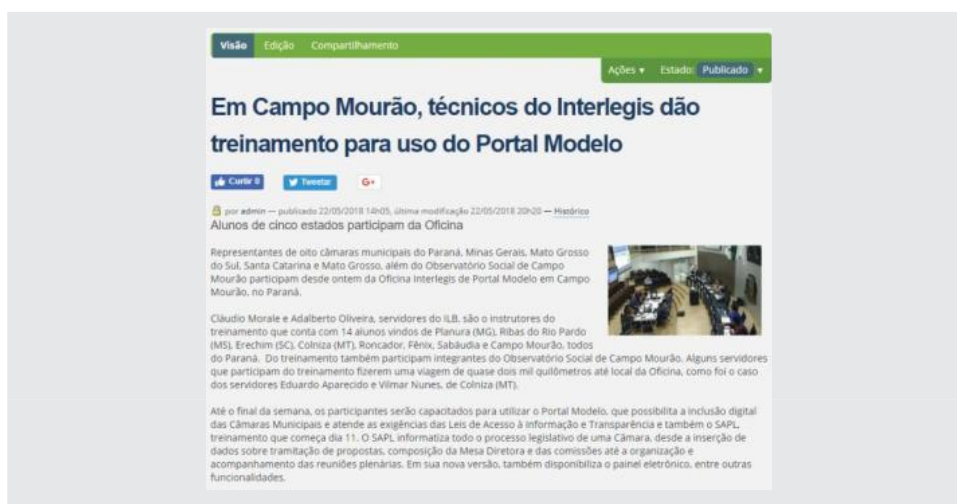 Visão Edição Compartilhamento
Ações ▾ Estado: Publicado ▾
Em Campo Mourão, técnicos do Interlegis dão
treinamento para uso do Portal Modelo
Curtir 0 Tweetar G+
por admin — publicado 22/05/2018 14h05, última modificação 22/05/2018 20h20 — Histórico
Alunos de cinco estados participam da Oficina
Representantes de oito câmaras municipais do Paraná, Minas Gerais, Mato Grosso
do Sul, Santa Catarina e Mato Grosso, além do Observatório Social de Campo
Mourão participam desde ontem da Oficina Interlegis de Portal Modelo em Campo
Mourão, no Paraná.
Cláudio Morale e Adalberto Oliveira, servidores do ILB, são o instrutores do
treinamento que conta com 14 alunos vindos de Planura (MG), Ribas do Rio Pardo
(MS), Erechim (SC), Colniza (MT), Roncador, Fênix, Sabáudia e Campo Mourão, todos
do Paraná. Do treinamento também participam integrantes do Observatório Social de Campo Mourão. Alguns servidores
que participam do treinamento fizerem uma viagem de quase dois mil quilômetros até local da Oficina, como foi o caso
dos servidores Eduardo Aparecido e Vilmar Nunes, de Colniza (MT).
Até o final da semana, os participantes serão capacitados para utilizar o Portal Modelo, que possibilita a inclusão digital
das Câmaras Municipais e atende as exigências das Leis de Acesso à Informação e Transparência e também o SAPL,
treinamento que começa dia 11. O SAPL informatiza todo o processo legislativo de uma Câmara, desde a inserção de
dados sobre tramitação de propostas, composição da Mesa Diretora e das comissões até a organização e
acompanhamento das reuniões plenárias. Em sua nova versão, também disponibiliza o painel eletrônico, entre outras
funcionalidades.